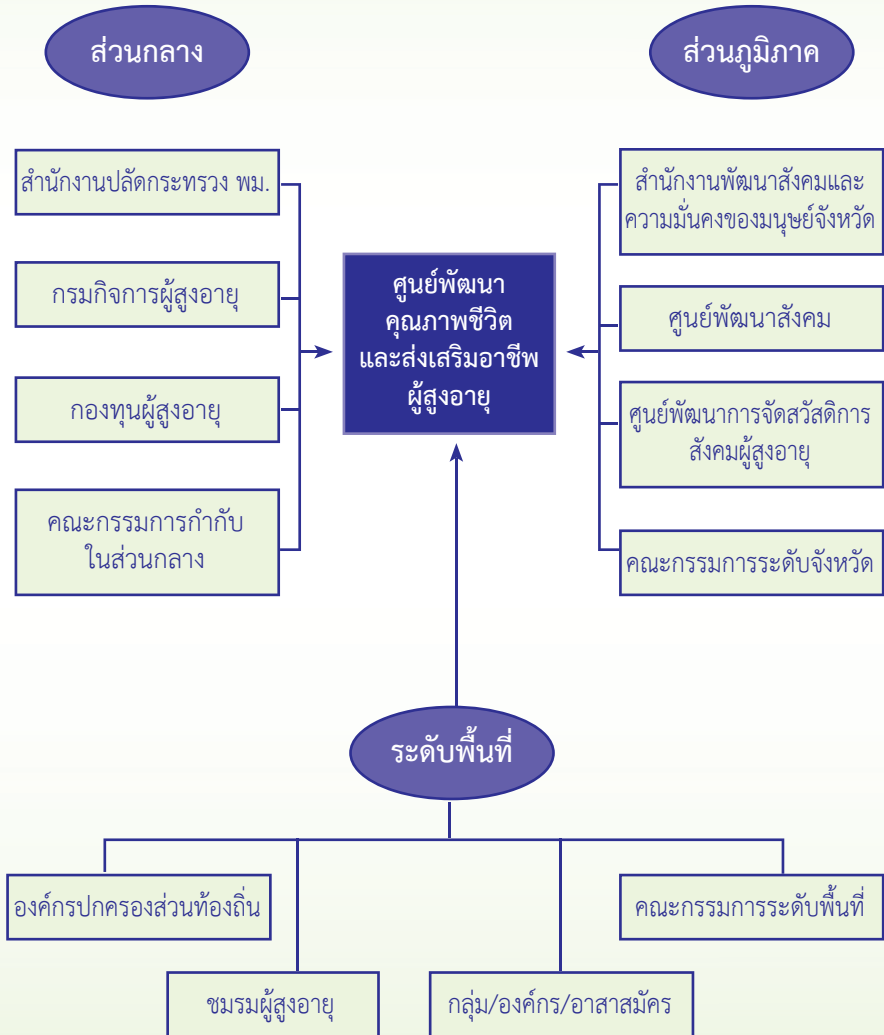 ส่วนกลาง
ส่วนภูมิภาค
สำนักงานปลัดกระทรวง พม.
กรมกิจการผู้สูงอายุ
กองทุนผู้สูงอายุ
คณะกรรมการกำกับ
ในส่วนกลาง
ศูนย์พัฒนา
คุณภาพชีวิต
และส่งเสริมอาชีพ
ผู้สูงอายุ
สำนักงานพัฒนาสังคมและ
ความมั่นคงของมนุษย์จังหวัด
ศูนย์พัฒนาสังคม
ศูนย์พัฒนาการจัดสวัสดิการ
สังคมผู้สูงอายุ
คณะกรรมการระดับจังหวัด
ระดับพื้นที่
องค์กรปกครองส่วนท้องถิ่น
คณะกรรมการระดับพื้นที่
ชมรมผู้สูงอายุ
กลุ่ม/องค์กร/อาสาสมัคร